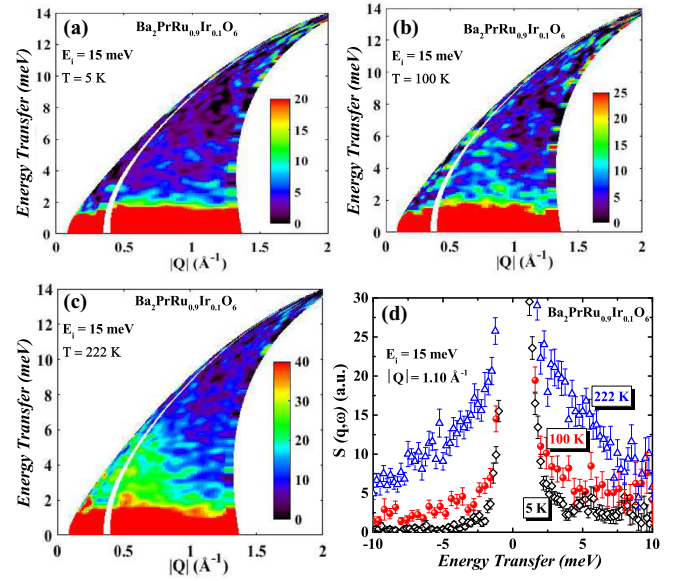 (a)
Ba₂PrRu₀.₉Ir₀.₁O₆
Eᵢ = 15 meV
T = 5 K
Energy Transfer (meV)
14
12
10
8
6
4
2
0
20
15
10
5
0
0 0.5 1 1.5 2
|Q| (Å⁻¹)
(b)
Ba₂PrRu₀.₉Ir₀.₁O₆
Eᵢ = 15 meV
T = 100 K
Energy Transfer (meV)
14
12
10
8
6
4
2
0
25
20
15
10
5
0
0 0.5 1 1.5 2
|Q| (Å⁻¹)
(c)
Ba₂PrRu₀.₉Ir₀.₁O₆
Eᵢ = 15 meV
T = 222 K
Energy Transfer (meV)
14
12
10
8
6
4
2
0
40
30
20
10
0
0 0.5 1 1.5 2
|Q| (Å⁻¹)
(d)
Ba₂PrRu₀.₉Ir₀.₁O₆
Eᵢ = 15 meV
|Q| = 1.10 Å⁻¹
S (q,ω) (a.u.)
30
25
20
15
10
5
0
222 K
100 K
5 K
-10 -5 0 5 10
Energy Transfer (meV)